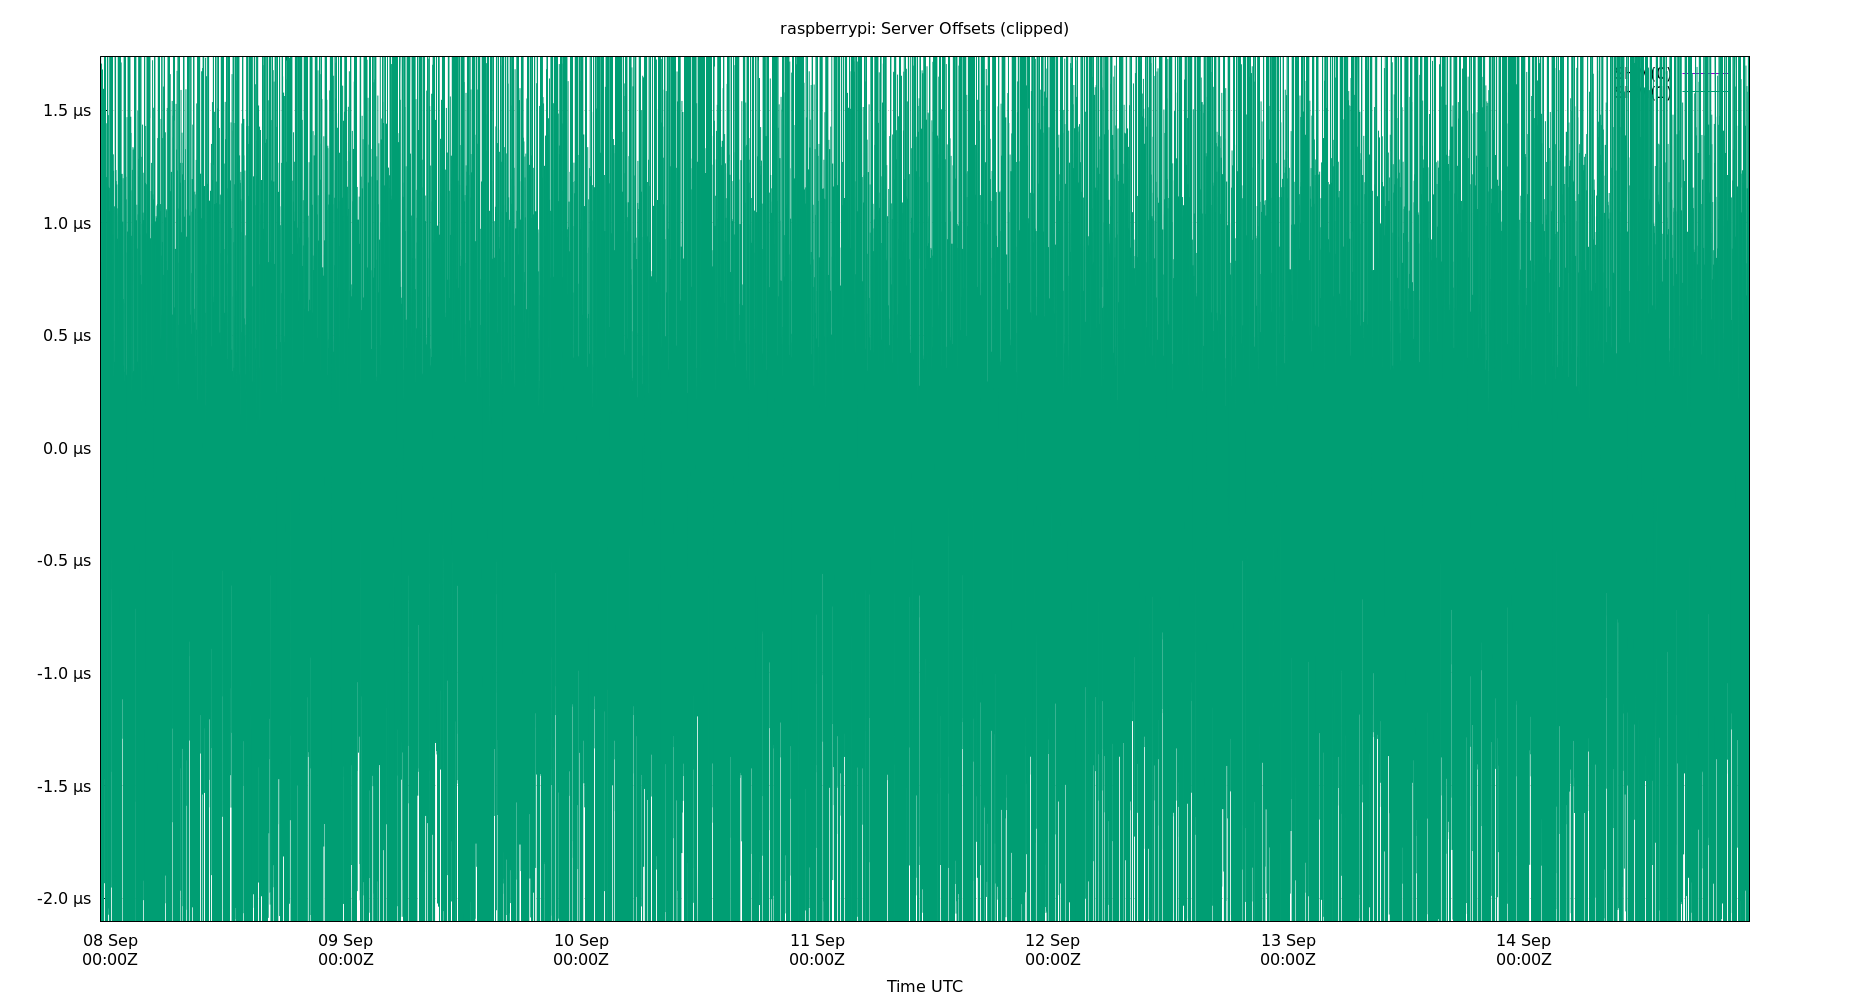 raspberrypi: Server Offsets (clipped)
1.5 µs
1.0 µs
0.5 µs
0.0 µs
-0.5 µs
-1.0 µs
-1.5 µs
-2.0 µs
08 Sep 09 Sep 10 Sep 11 Sep 12 Sep 13 Sep 14 Sep
00:00Z 00:00Z 00:00Z 00:00Z 00:00Z 00:00Z 00:00Z
Time UTC